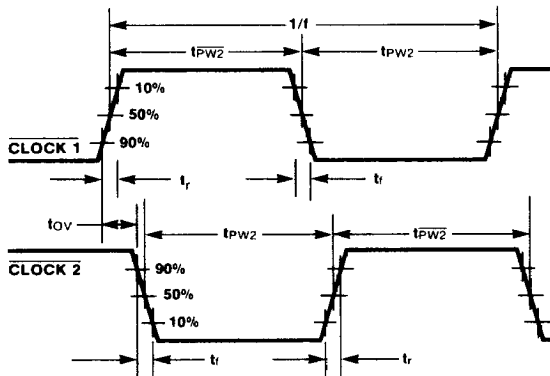 1/f
tPW2 tPW2
10%
50%
CLOCK 1 90%
tr tf
tOV
tPW2 tPW2
CLOCK 2 90%
50%
10%
tf tr